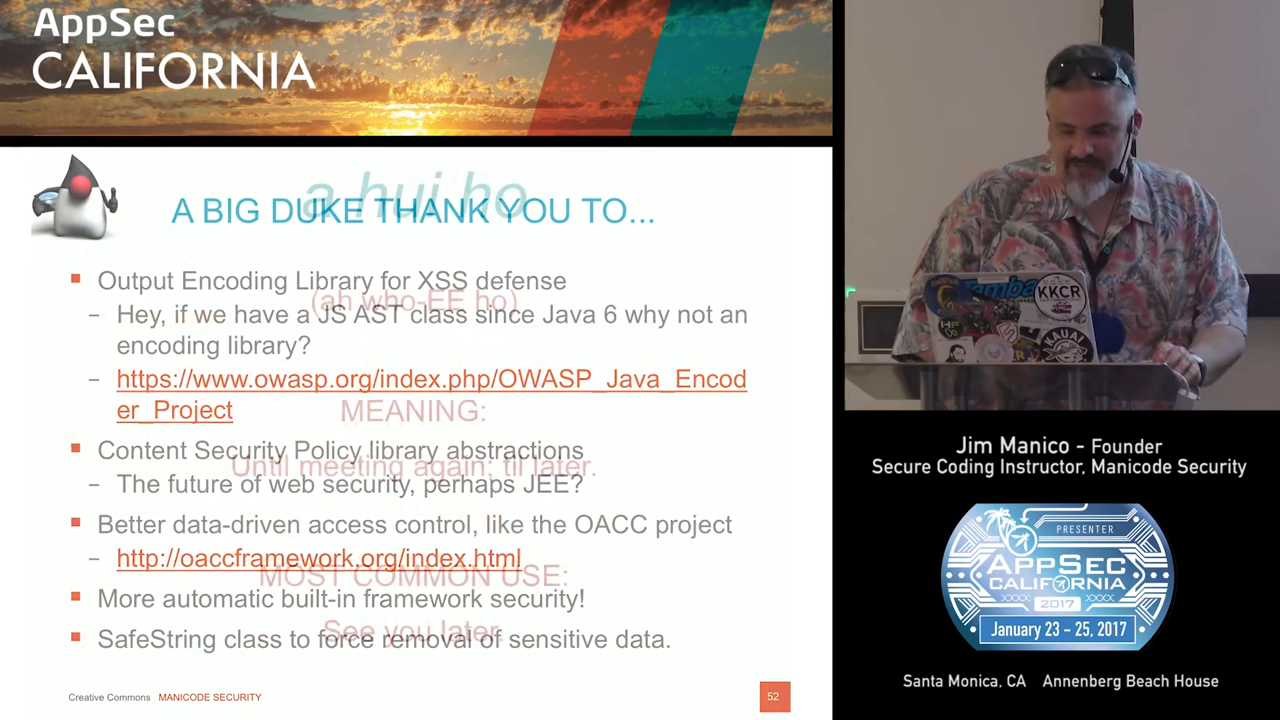 AppSec
CALIFORNIA
a hui ho
A BIG DUKE THANK YOU TO...
Output Encoding Library for XSS defense
(ah who-EE ho)
– Hey, if we have a JS AST class since Java 6 why not an
encoding library?
– https://www.owasp.org/index.php/OWASP_Java_Encod
er_Project
MEANING:
Content Security Policy library abstractions
Until meeting again; til later.
– The future of web security, perhaps JEE?
Better data-driven access control, like the OACC project
– http://oaccframework.org/index.html
MOST COMMON USE:
More automatic built-in framework security!
See you later.
SafeString class to force removal of sensitive data.
Creative Commons MANICODE SECURITY
52
KKCR
KAUAI
Jim Manico - Founder
Secure Coding Instructor, Manicode Security
PRESENTER
APPSEC
CALIFORNIA
2017
January 23 - 25, 2017
Santa Monica, CA Annenberg Beach House